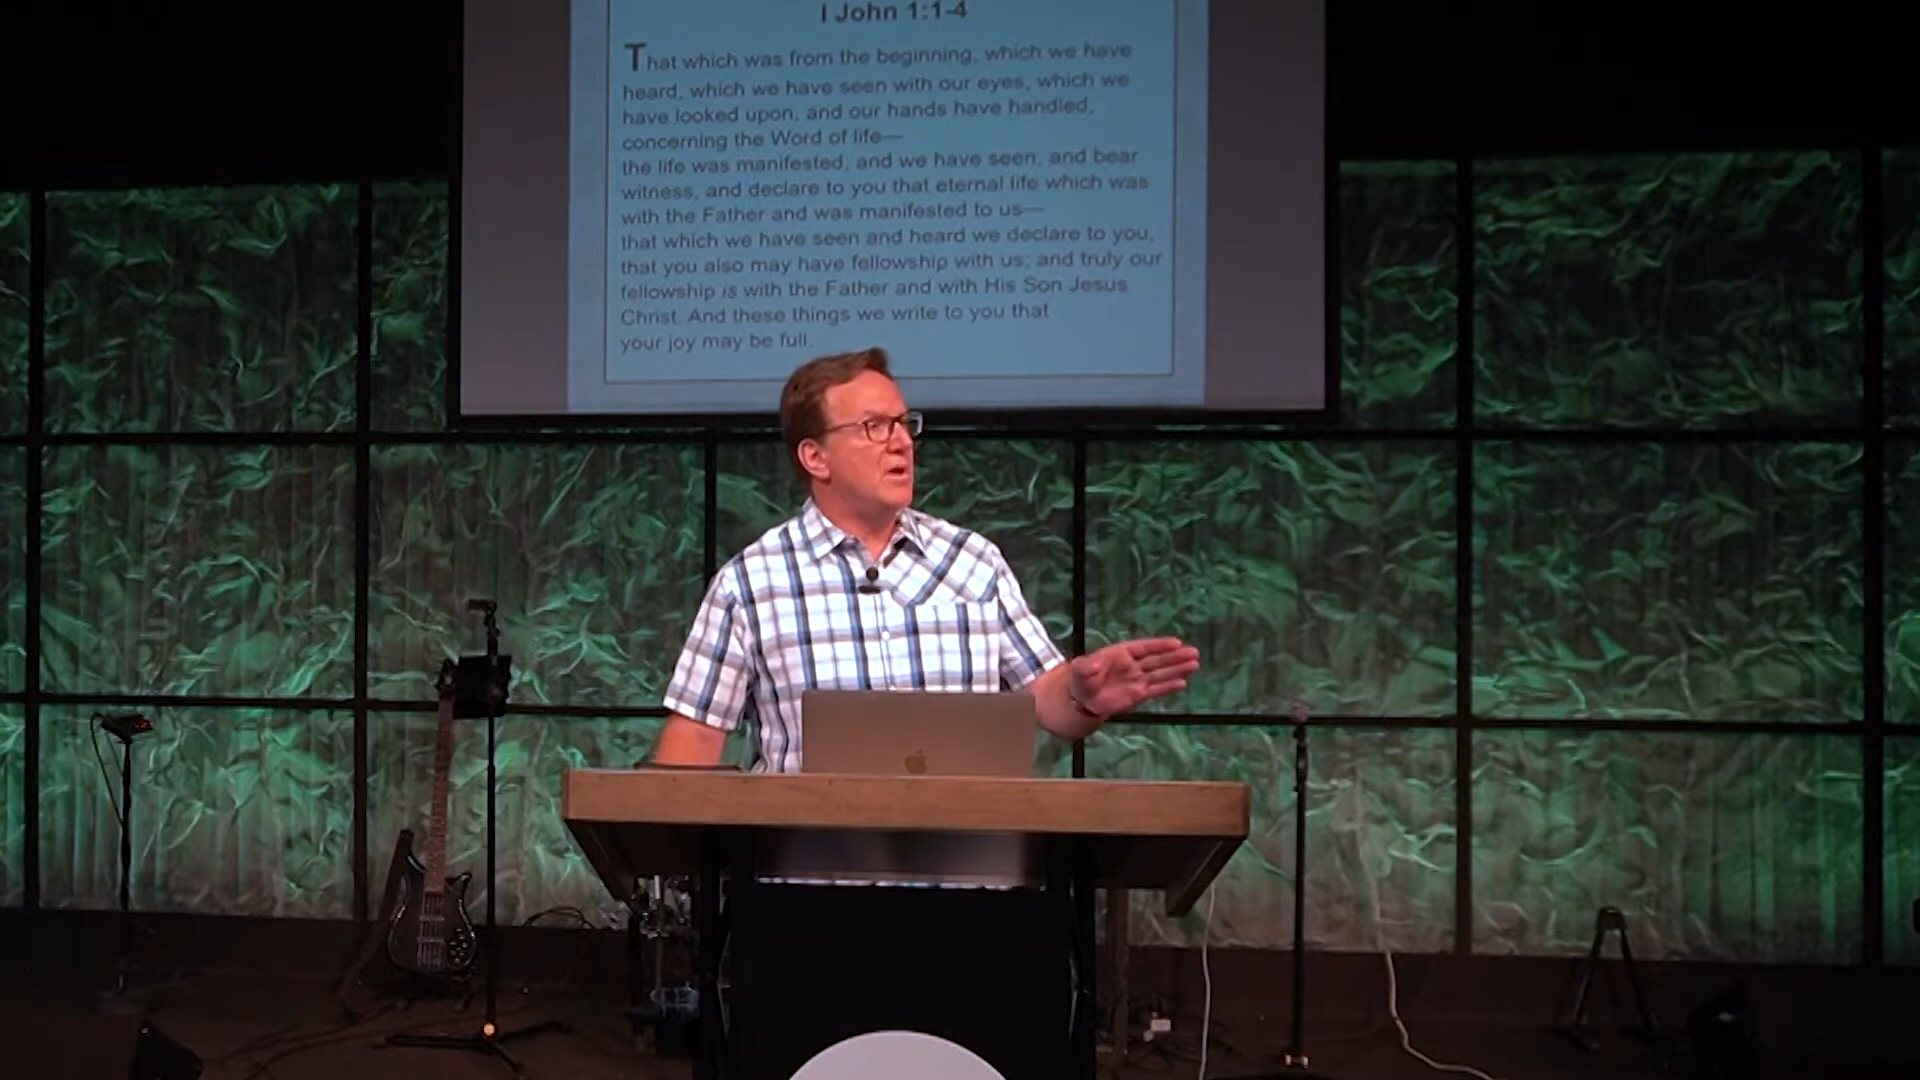 I John 1:1-4
That which was from the beginning, which we have
heard, which we have seen with our eyes, which we
have looked upon, and our hands have handled,
concerning the Word of life—
the life was manifested, and we have seen, and bear
witness, and declare to you that eternal life which was
with the Father and was manifested to us—
that which we have seen and heard we declare to you,
that you also may have fellowship with us; and truly our
fellowship is with the Father and with His Son Jesus
Christ. And these things we write to you that
your joy may be full.